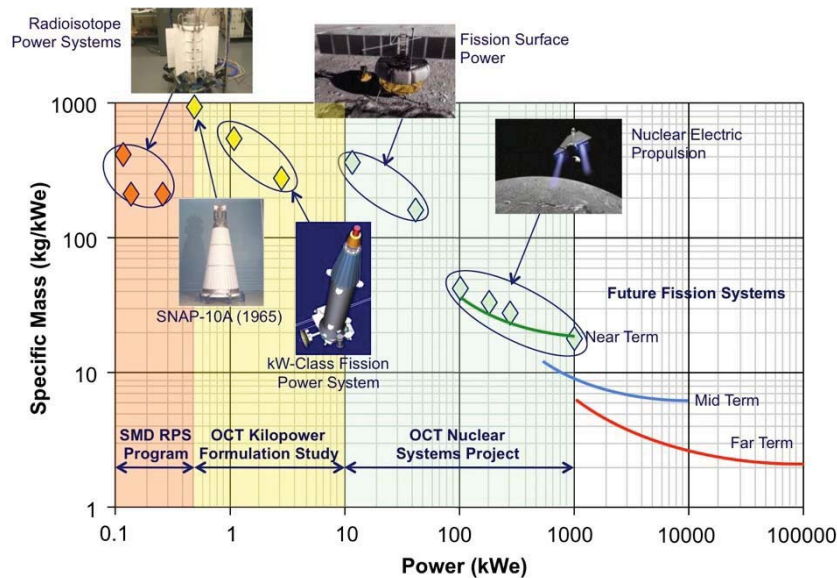 Radioisotope
Power Systems
Fission Surface
Power
Nuclear Electric
Propulsion
Specific Mass (kg/kWe)
1000
100
10
1
SNAP-10A (1965)
kW-Class Fission
Power System
Future Fission Systems
Near Term
Mid Term
Far Term
SMD RPS
Program
OCT Kilopower
Formulation Study
OCT Nuclear
Systems Project
0.1
1
10
100
1000
10000
100000
Power (kWe)